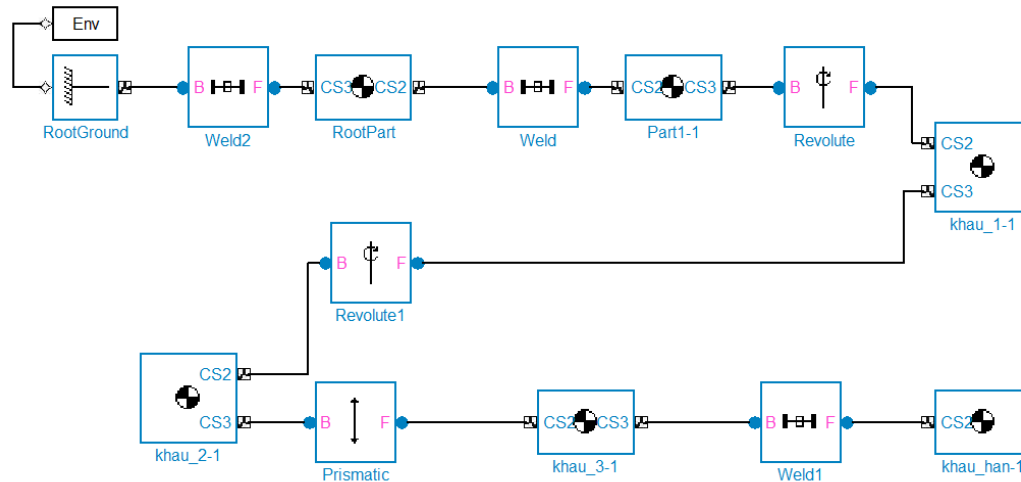 Env
B F CS3 CS2 B F CS2 CS3 B F
RootGround Weld2 RootPart Weld Part1-1 Revolute
CS2
CS3
khau_1-1
B F
Revolute1
CS2
CS3
khau_2-1
B F CS2 CS3 B F CS2
Prismatic khau_3-1 Weld1 khau_han-1